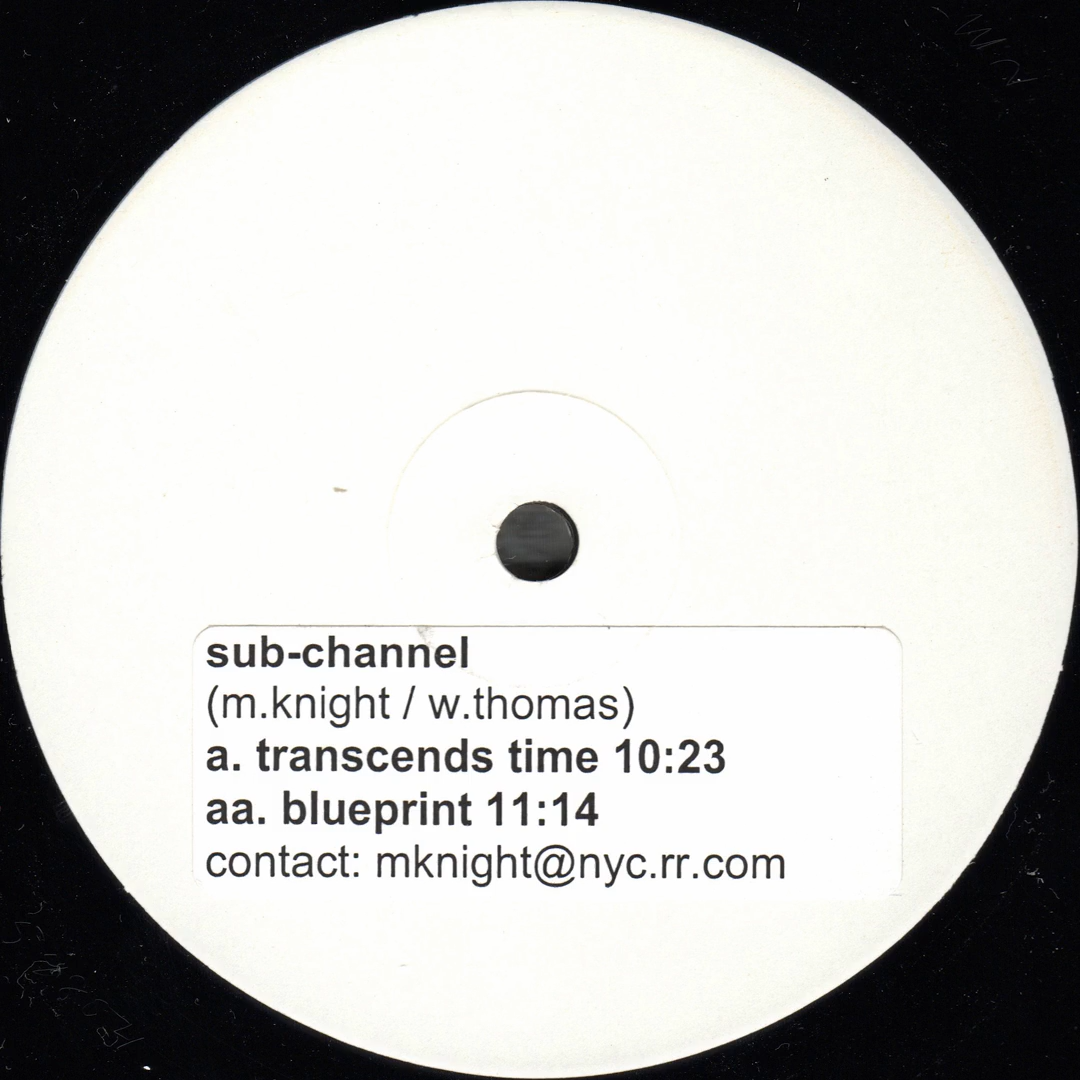 sub-channel
(m.knight / w.thomas)
a. transcends time 10:23
aa. blueprint 11:14
contact: mknight@nyc.rr.com